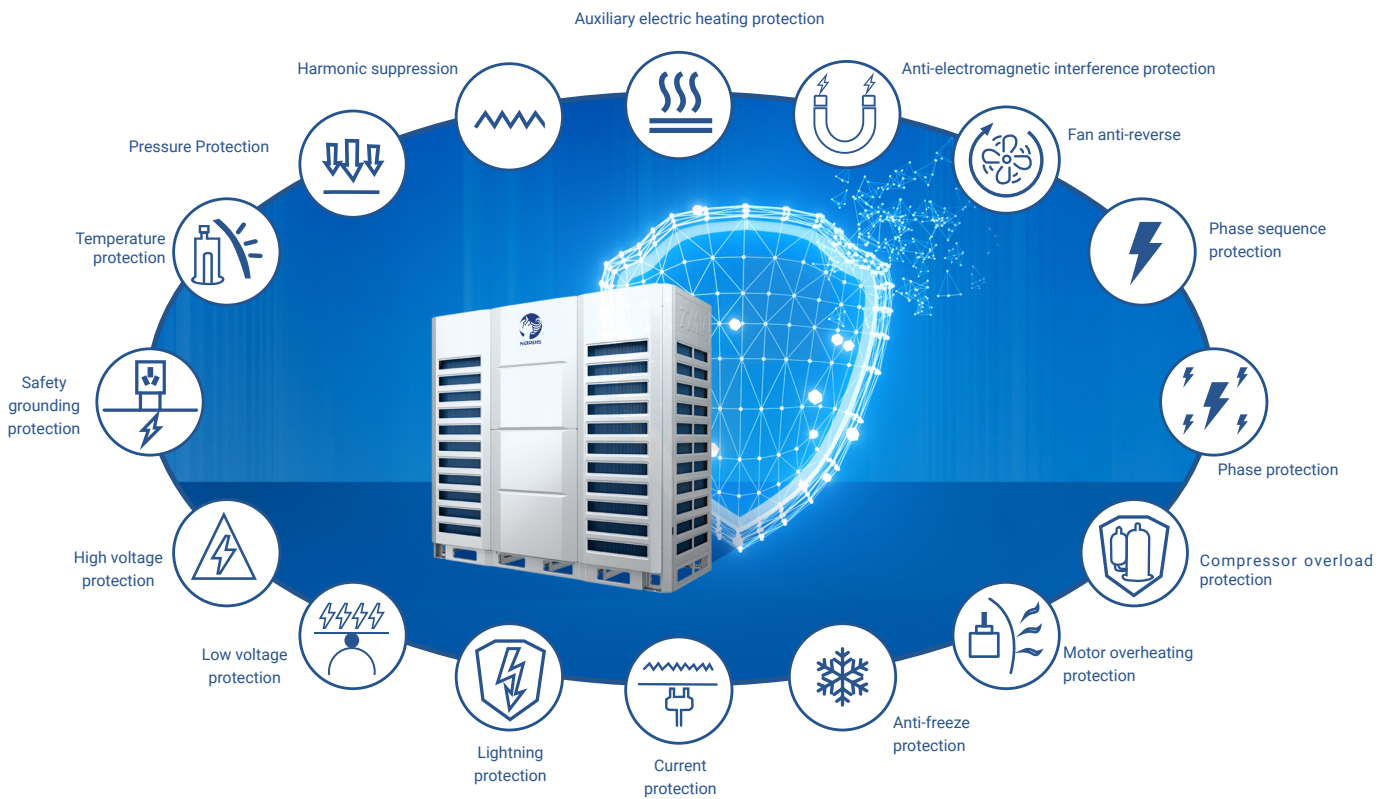 Auxiliary electric heating protection
Harmonic suppression
Anti-electromagnetic interference protection
Pressure Protection
Fan anti-reverse
Temperature
protection
Phase sequence
protection
NØRDIS
Safety
grounding
protection
Phase protection
High voltage
protection
Compressor overload
protection
Low voltage
protection
Motor overheating
protection
Lightning
protection
Current
protection
Anti-freeze
protection